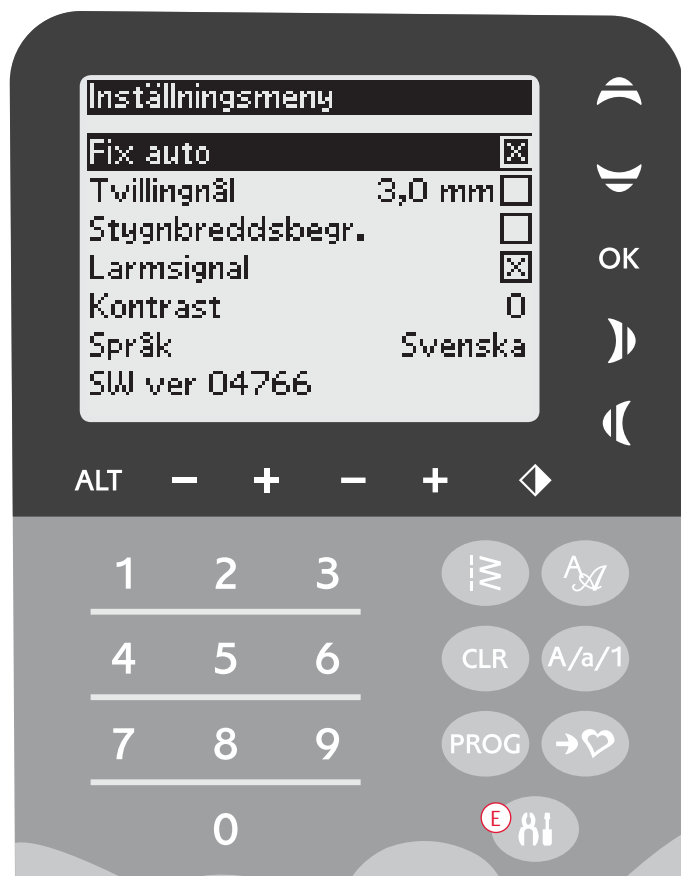 Inställningsmeny
Fix auto
Tvillingnål 3,0 mm
Stygnbreddsbegr.
Larmsignal
Kontrast 0
Språk Svenska
SW ver 04766
OK
ALT − + − +
1 2 3
4 5 6
CLR A/a/1
7 8 9
PROG
0
E